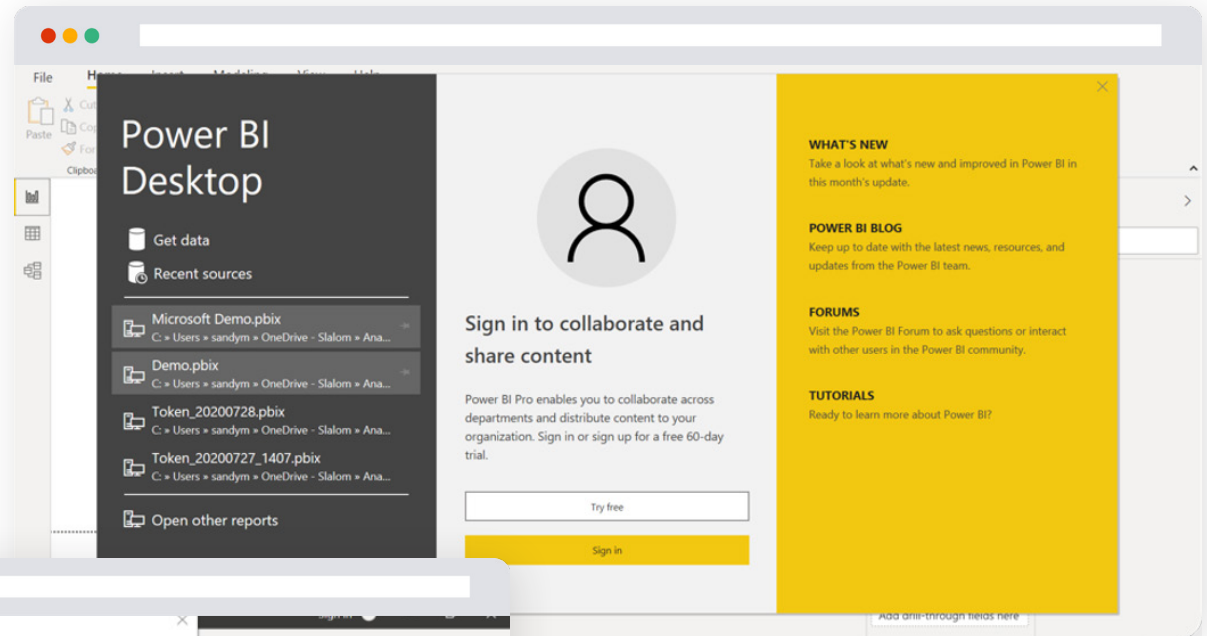 File
Paste
Power BI
Desktop
Get data
Recent sources
Microsoft Demo.pbix
C: » Users » sandym » OneDrive - Slalom » Ana...
Demo.pbix
C: » Users » sandym » OneDrive - Slalom » Ana...
Token_20200728.pbix
C: » Users » sandym » OneDrive - Slalom » Ana...
Token_20200727_1407.pbix
C: » Users » sandym » OneDrive - Slalom » Ana...
Open other reports
Sign in to collaborate and
share content
Power BI Pro enables you to collaborate across
departments and distribute content to your
organization. Sign in or sign up for a free 60-day
trial.
Try free
Sign in
WHAT'S NEW
Take a look at what's new and improved in Power BI in
this month's update.
POWER BI BLOG
Keep up to date with the latest news, resources, and
updates from the Power BI team.
FORUMS
Visit the Power BI Forum to ask questions or interact
with other users in the Power BI community.
TUTORIALS
Ready to learn more about Power BI?
Add drill-through fields here